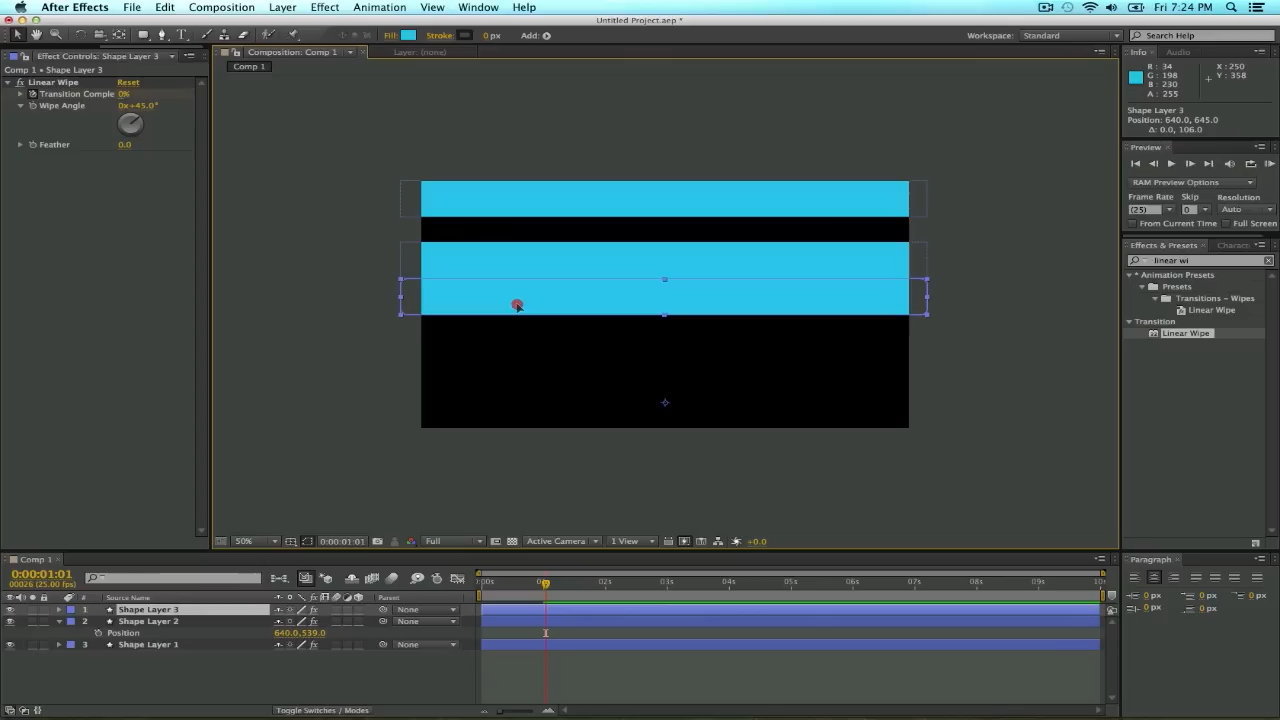 After Effects File Edit Composition Layer Effect Animation View Window Help Fri 7:24 PM
Untitled Project.aep *
Fill: Stroke: 0 px Add: Workspace: Standard Search Help
Effect Controls: Shape Layer 3 Composition: Comp 1 Layer: (none) Info Audio
Comp 1 • Shape Layer 3 Comp 1
Linear Wipe Reset
Transition Comple 0%
Wipe Angle 0x+45.0°
Feather 0.0
R : 34 X : 250
G : 198 Y : 358
B : 230
A : 255
Shape Layer 3
Position: 640.0, 645.0
Δ: 0.0, 106.0
Preview
RAM Preview Options
Frame Rate Skip Resolution
(25) 0 Auto
From Current Time Full Screen
Effects & Presets Charact
linear wi
* Animation Presets
Presets
Transitions – Wipes
Linear Wipe
Transition
Linear Wipe
50% 0:00:01:01 Full Active Camera 1 View +0.0
Comp 1 Paragraph
0:00:01:01
00026 (25.00 fps)
:00s 02s 03s 04s 05s 06s 07s 08s 09s 10s
# Source Name Parent
0 px 0 px 0 px
0 px 0 px
1 Shape Layer 3 fx None
2 Shape Layer 2 fx None
Position 640.0,539.0
3 Shape Layer 1 fx None
Toggle Switches / Modes